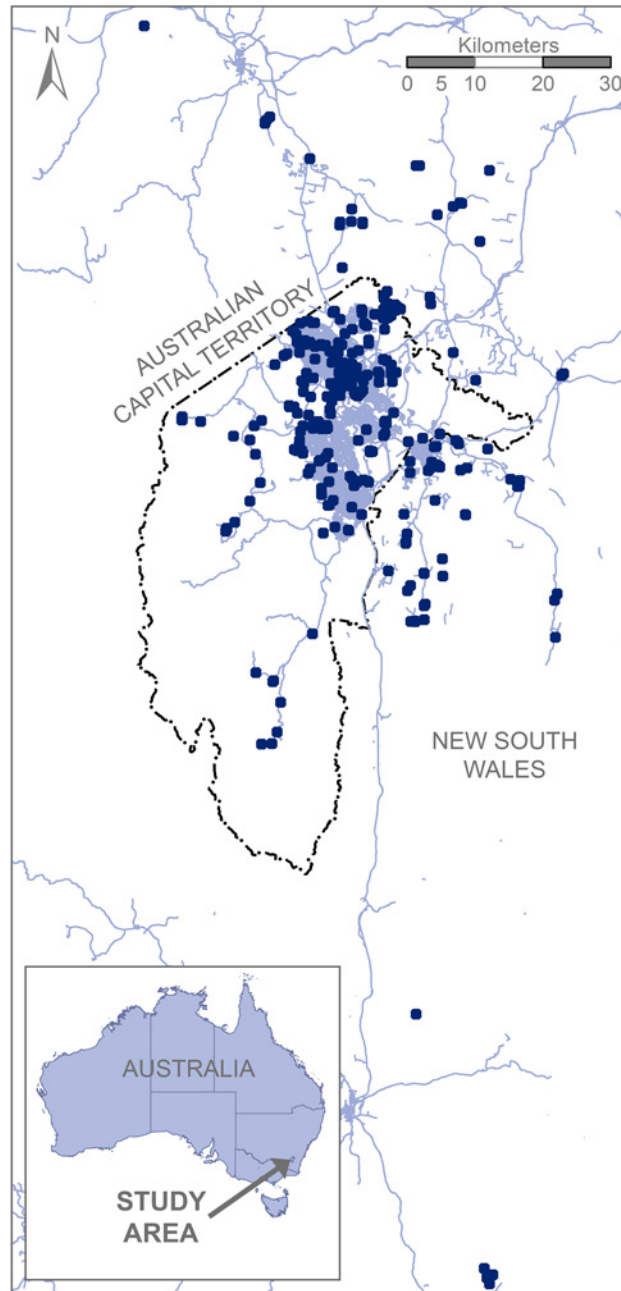 N
Kilometers
0 5 10 20 30
AUSTRALIAN
CAPITAL TERRITORY
NEW SOUTH
WALES
AUSTRALIA
STUDY
AREA